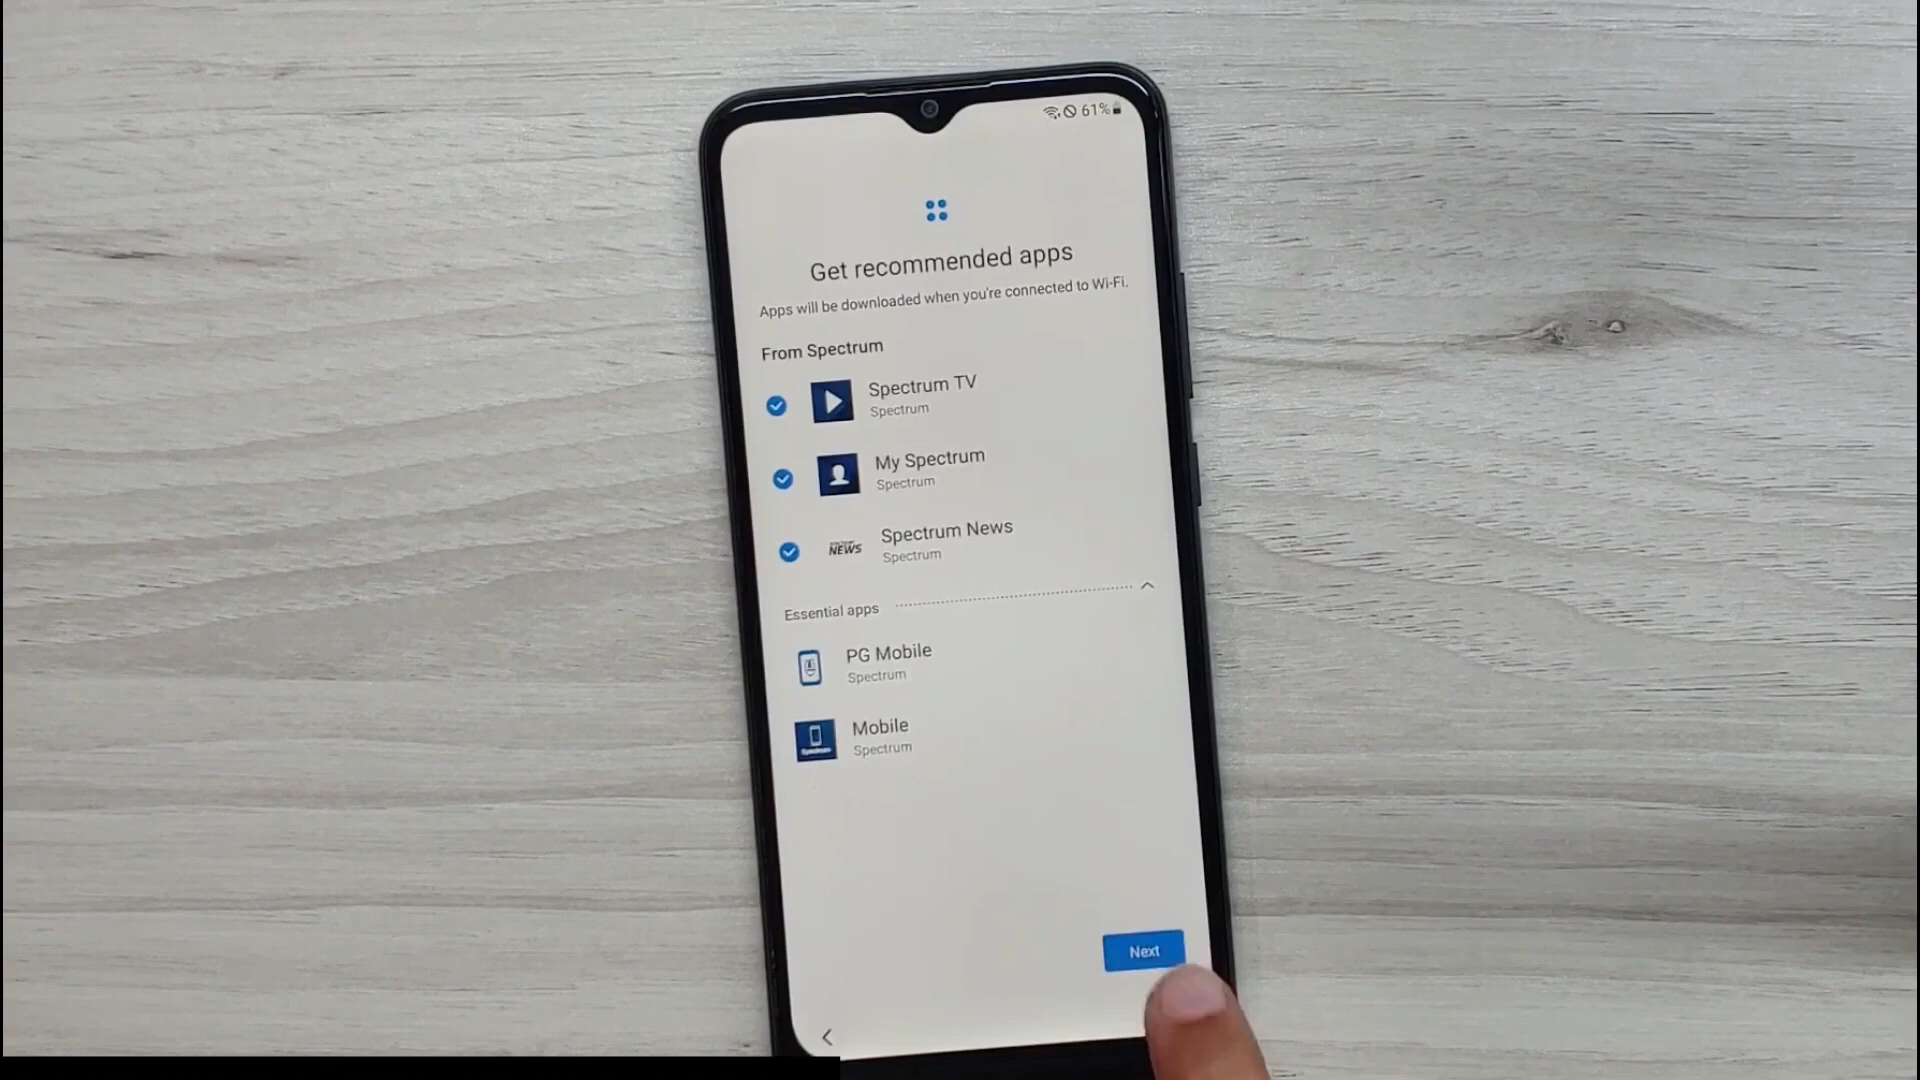 61%
Get recommended apps
Apps will be downloaded when you're connected to Wi-Fi.
From Spectrum
Spectrum TV
Spectrum
My Spectrum
Spectrum
NEWS
Spectrum News
Spectrum
Essential apps
PG Mobile
Spectrum
Mobile
Spectrum
Next